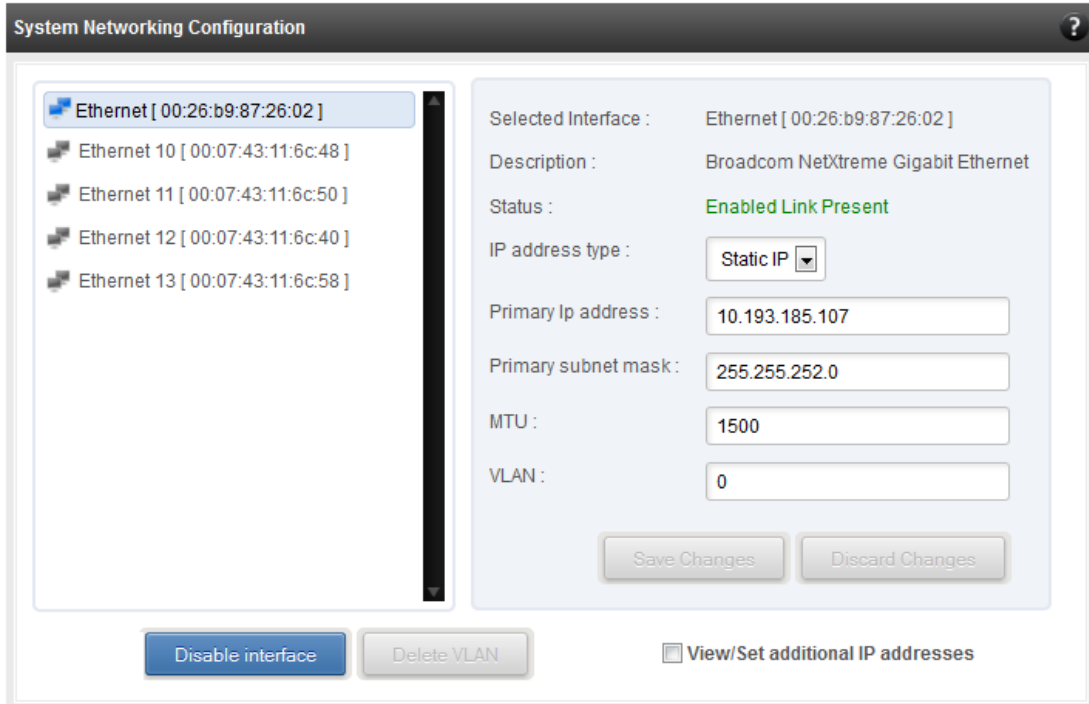 System Networking Configuration
?
Ethernet [ 00:26:b9:87:26:02 ]
Ethernet 10 [ 00:07:43:11:6c:48 ]
Ethernet 11 [ 00:07:43:11:6c:50 ]
Ethernet 12 [ 00:07:43:11:6c:40 ]
Ethernet 13 [ 00:07:43:11:6c:58 ]
Selected Interface : Ethernet [ 00:26:b9:87:26:02 ]
Description : Broadcom NetXtreme Gigabit Ethernet
Status : Enabled Link Present
IP address type : Static IP
Primary Ip address : 10.193.185.107
Primary subnet mask : 255.255.252.0
MTU : 1500
VLAN : 0
Save Changes Discard Changes
Disable interface Delete VLAN View/Set additional IP addresses